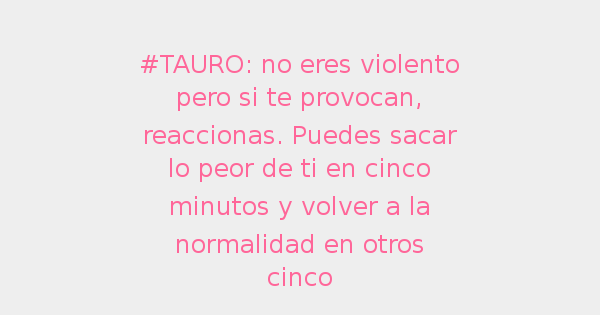 #TAURO: no eres violento
pero si te provocan,
reaccionas. Puedes sacar
lo peor de ti en cinco
minutos y volver a la
normalidad en otros
cinco